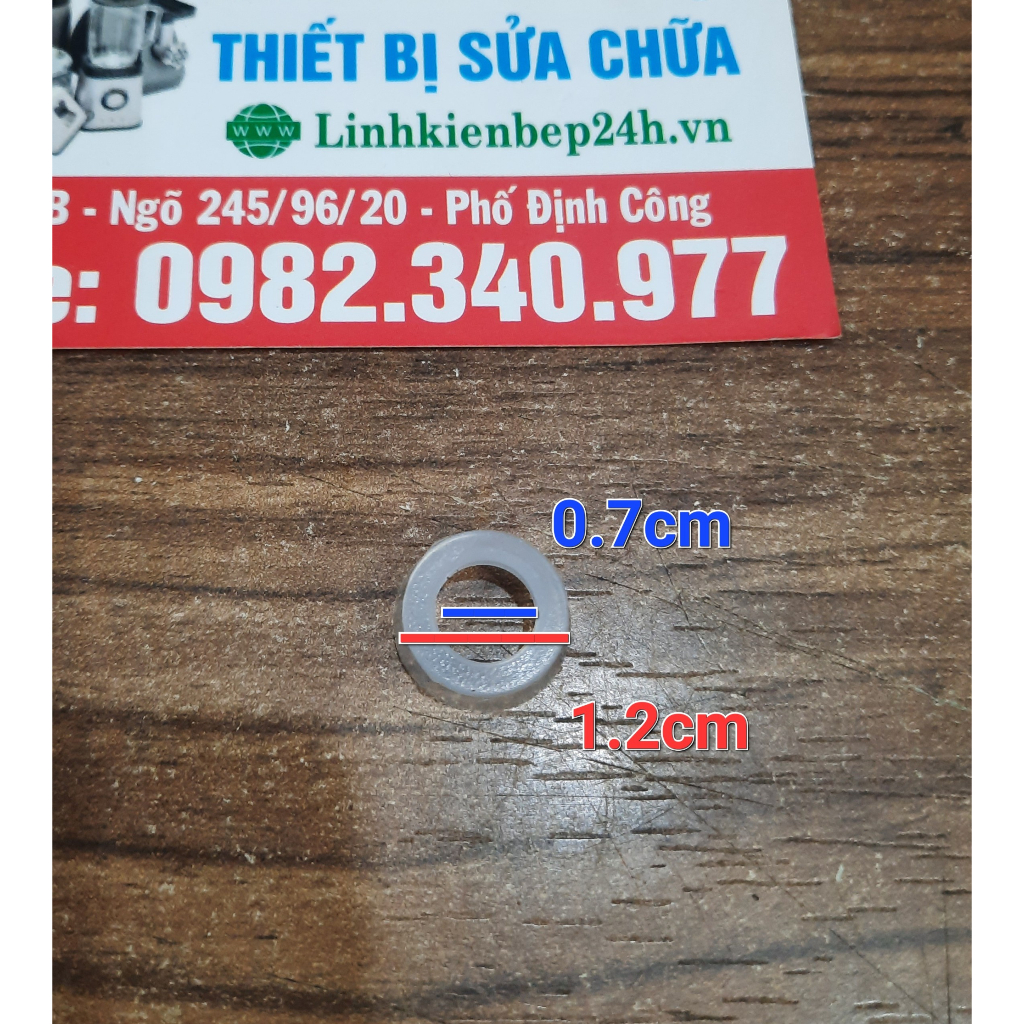 THIẾT BỊ SỬA CHỮA
WWW Linhkienbep24h.vn
- Ngõ 245/96/20 - Phố Định Công
e: 0982.340.977
0.7cm
1.2cm